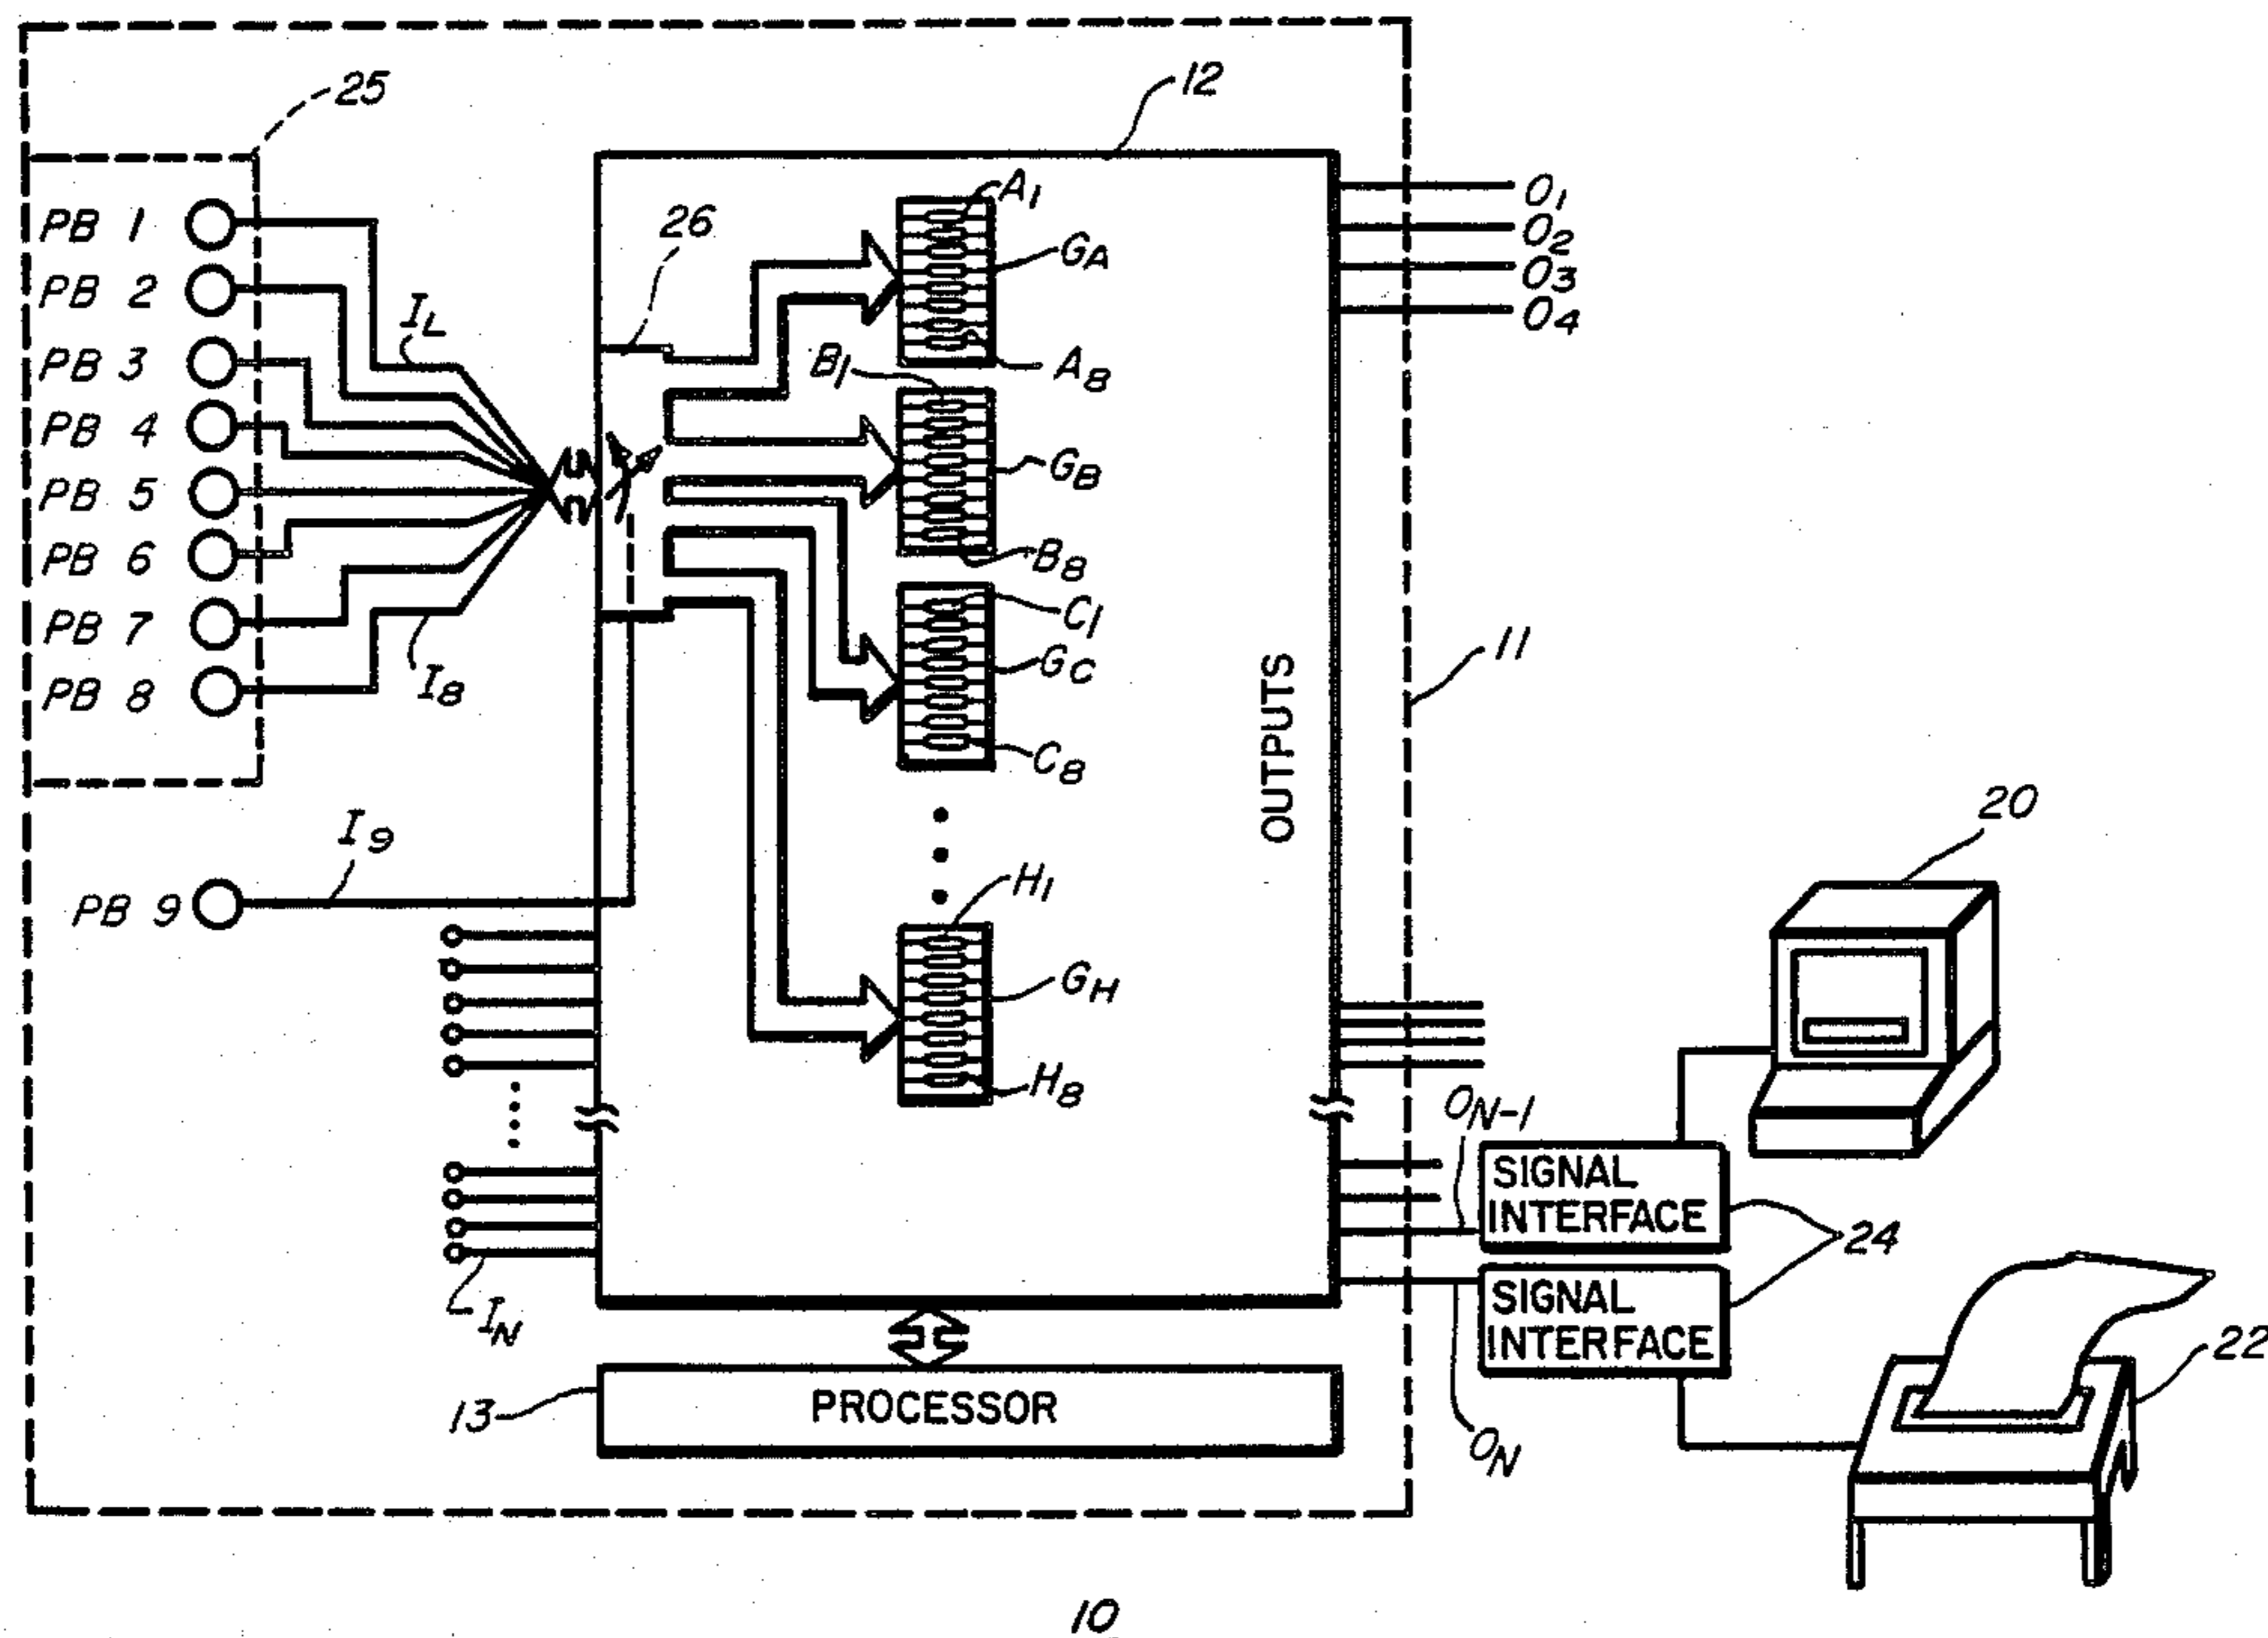 25
12
PB 1
PB 2
PB 3
PB 4
PB 5
PB 6
PB 7
PB 8
PB 9
IL
I8
I9
IN
26
A1
GA
A8
B1
GB
B8
C1
GC
C8
H1
GH
H8
OUTPUTS
O1
O2
O3
O4
11
20
ON-1
SIGNAL
INTERFACE
24
SIGNAL
INTERFACE
22
ON
13
PROCESSOR
10